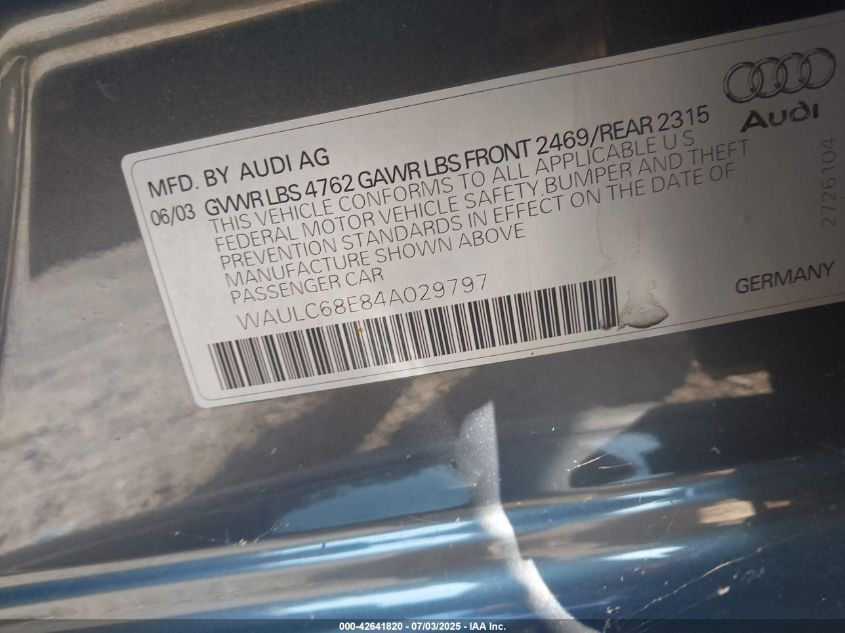 Audi
MFD. BY AUDI AG
06/03 GVWR LBS 4762 GAWR LBS FRONT 2469/REAR 2315
THIS VEHICLE CONFORMS TO ALL APPLICABLE U S
FEDERAL MOTOR VEHICLE SAFETY, BUMPER AND THEFT
PREVENTION STANDARDS IN EFFECT ON THE DATE OF
MANUFACTURE SHOWN ABOVE
PASSENGER CAR
WAULC68E84A029797
GERMANY
2726104
000-42641820 - 07/03/2025 - IAA Inc.